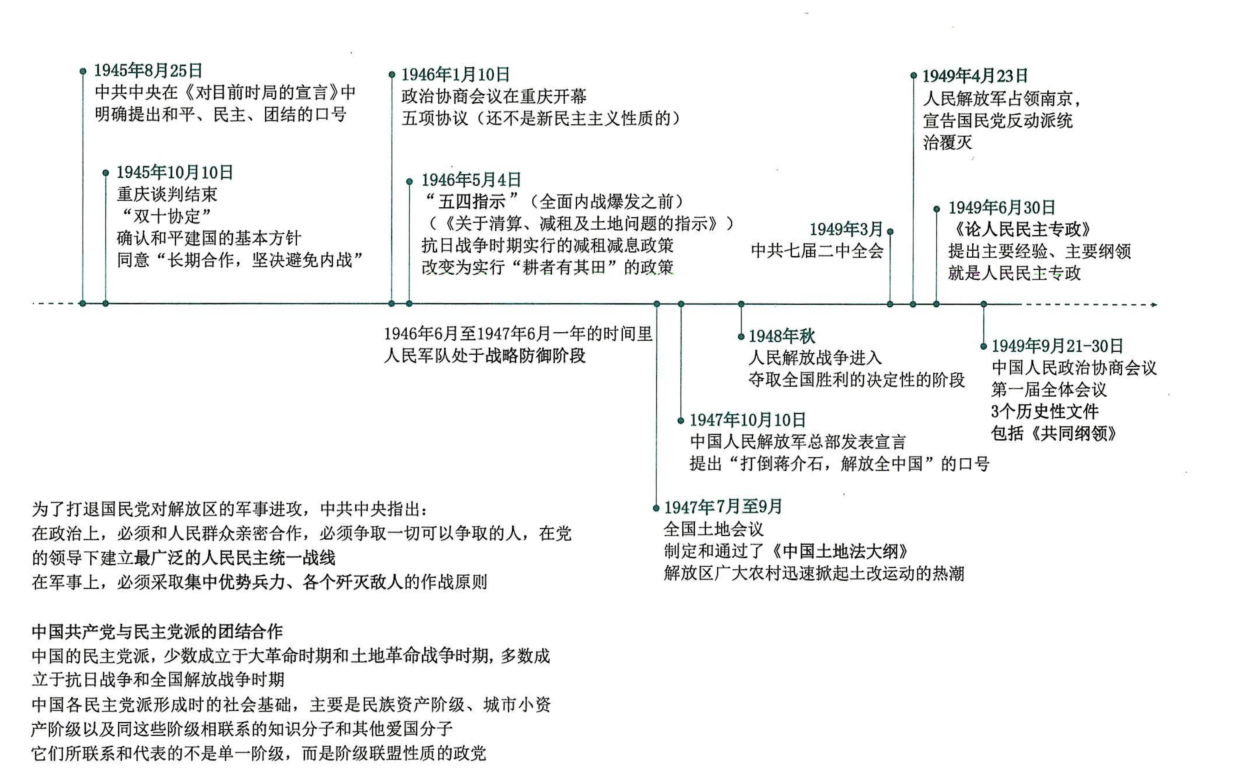 1945年8月25日
中共中央在《对目前时局的宣言》中
明确提出和平、民主、团结的口号
1945年10月10日
重庆谈判结束
“双十协定”
确认和平建国的基本方针
同意“长期合作，坚决避免内战”
1946年1月10日
政治协商会议在重庆开幕
五项协议（还不是新民主主义性质的）
1946年5月4日
“五四指示”（全面内战爆发之前）
（《关于清算、减租及土地问题的指示》）
抗日战争时期实行的减租减息政策
改变为实行“耕者有其田”的政策
1949年3月
中共七届二中全会
1949年4月23日
人民解放军占领南京，
宣告国民党反动派统
治覆灭
1949年6月30日
《论人民民主专政》
提出主要经验、主要纲领
就是人民民主专政
1946年6月至1947年6月一年的时间里
人民军队处于战略防御阶段
1948年秋
人民解放战争进入
夺取全国胜利的决定性的阶段
1949年9月21-30日
中国人民政治协商会议
第一届全体会议
3个历史性文件
包括《共同纲领》
1947年10月10日
中国人民解放军总部发表宣言
提出“打倒蒋介石，解放全中国”的口号
1947年7月至9月
全国土地会议
制定和通过了《中国土地法大纲》
解放区广大农村迅速掀起土改运动的热潮
为了打退国民党对解放区的军事进攻，中共中央指出：
在政治上，必须和人民群众亲密合作，必须争取一切可以争取的人，在党
的领导下建立最广泛的人民民主统一战线
在军事上，必须采取集中优势兵力、各个歼灭敌人的作战原则
中国共产党与民主党派的团结合作
中国的民主党派，少数成立于大革命时期和土地革命战争时期，多数成
立于抗日战争和全国解放战争时期
中国各民主党派形成时的社会基础，主要是民族资产阶级、城市小资
产阶级以及同这些阶级相联系的知识分子和其他爱国分子
它们所联系和代表的不是单一阶级，而是阶级联盟性质的政党